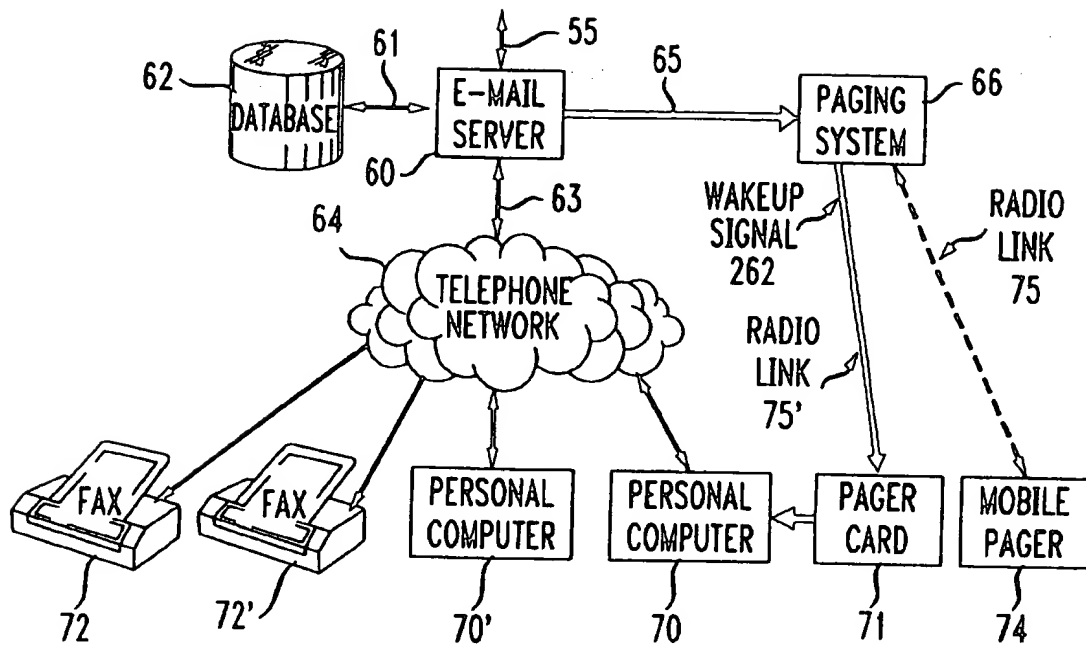 55
61
62
DATABASE
E-MAIL
SERVER
60
65
PAGING
SYSTEM
66
63
64
TELEPHONE
NETWORK
WAKEUP
SIGNAL
262
RADIO
LINK
75
RADIO
LINK
75'
FAX
FAX
PERSONAL
COMPUTER
PERSONAL
COMPUTER
PAGER
CARD
MOBILE
PAGER
72
72'
70'
70
71
74